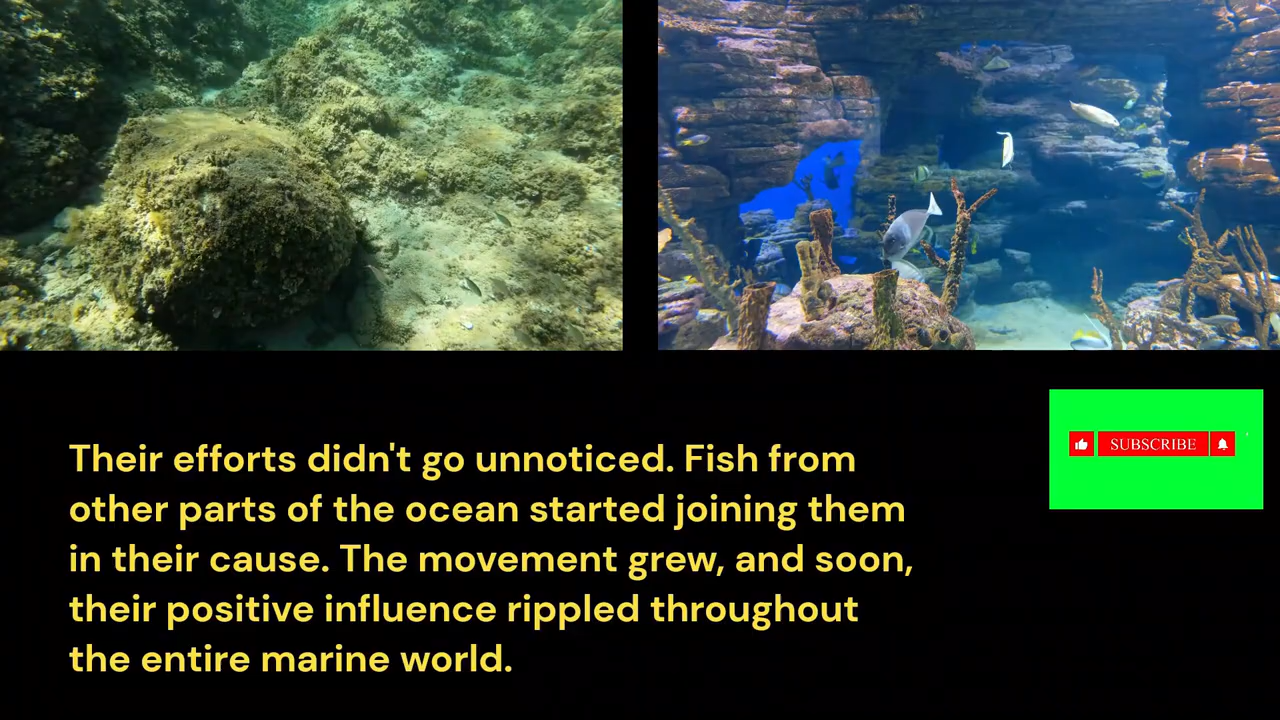 Their efforts didn't go unnoticed. Fish from
other parts of the ocean started joining them
in their cause. The movement grew, and soon,
their positive influence rippled throughout
the entire marine world.
SUBSCRIBE